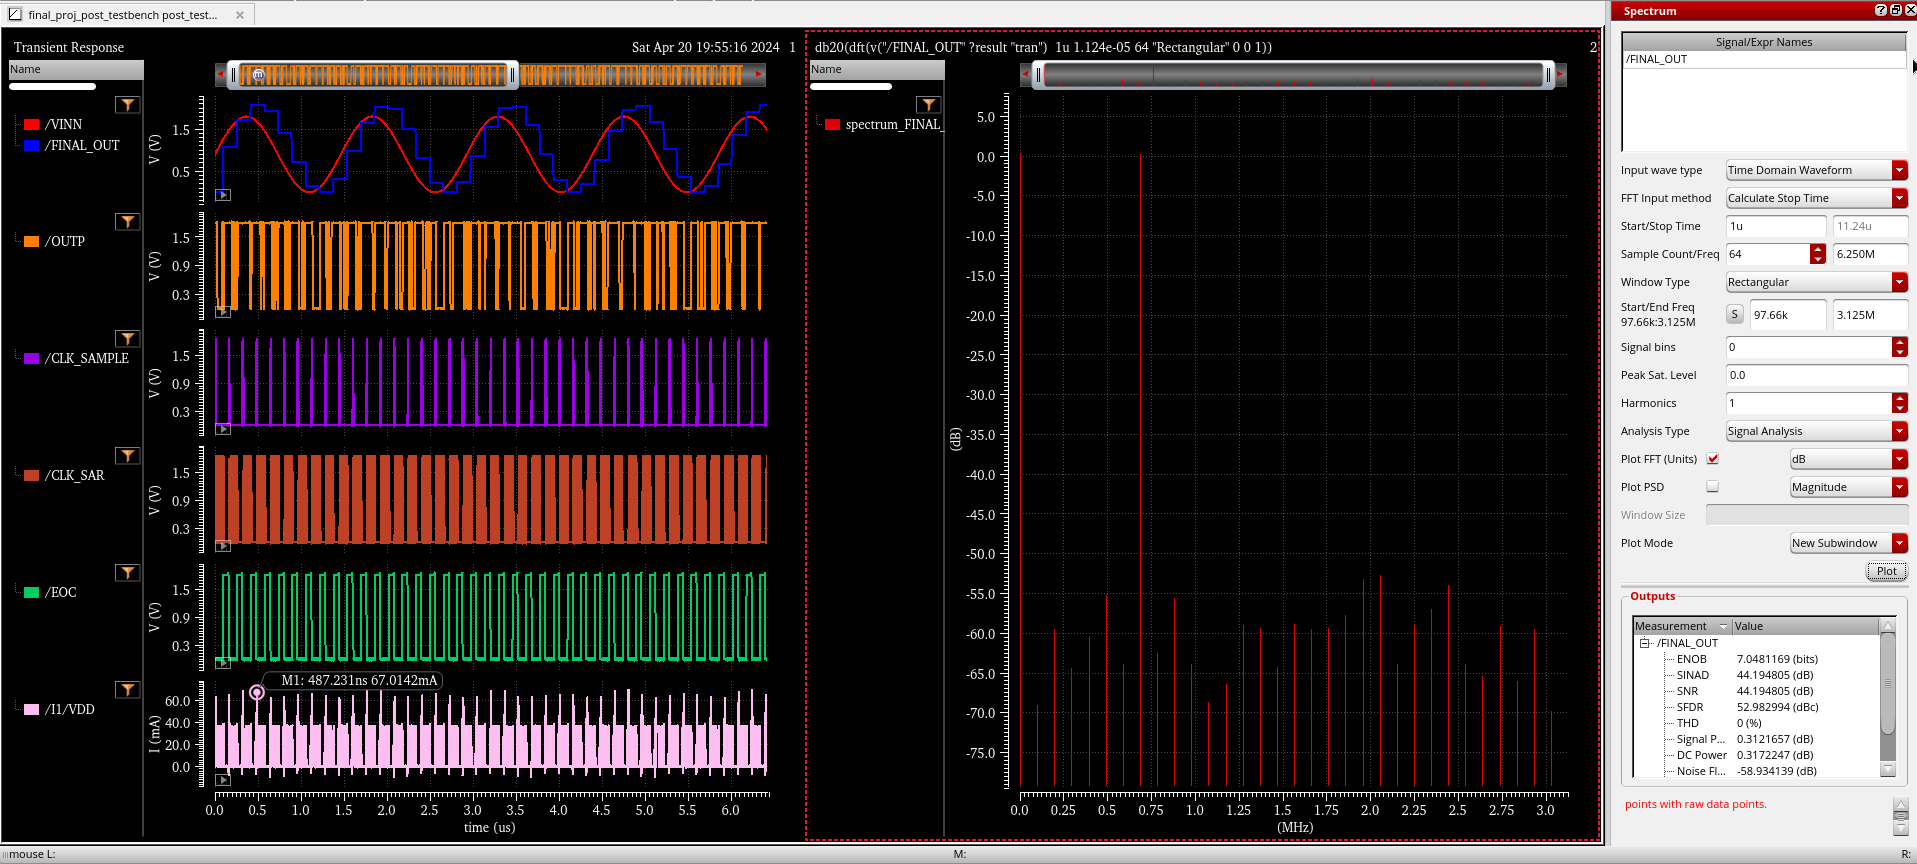 final_proj_post_testbench post_test...
Transient Response
Sat Apr 20 19:55:16 2024 1
Name
/VINN
/FINAL_OUT
V (V)
1.5
0.5
/OUTP
V (V)
1.5
0.9
0.3
/CLK_SAMPLE
V (V)
1.5
0.9
0.3
/CLK_SAR
V (V)
1.5
0.9
0.3
/EOC
V (V)
1.5
0.9
0.3
M1: 487.231ns 67.0142mA
/I1/VDD
I (mA)
60.0
40.0
20.0
0.0
0.0 0.5 1.0 1.5 2.0 2.5 3.0 3.5 4.0 4.5 5.0 5.5 6.0
time (us)
db20(dft(v("/FINAL_OUT" ?result "tran") 1u 1.124e-05 64 "Rectangular" 0 0 1))
2
Name
spectrum_FINAL_
(dB)
5.0
0.0
-5.0
-10.0
-15.0
-20.0
-25.0
-30.0
-35.0
-40.0
-45.0
-50.0
-55.0
-60.0
-65.0
-70.0
-75.0
0.0 0.25 0.5 0.75 1.0 1.25 1.5 1.75 2.0 2.25 2.5 2.75 3.0
(MHz)
Spectrum
Signal/Expr Names
/FINAL_OUT
Input wave type Time Domain Waveform
FFT Input method Calculate Stop Time
Start/Stop Time 1u 11.24u
Sample Count/Freq 64 6.250M
Window Type Rectangular
Start/End Freq S 97.66k 3.125M
97.66k:3.125M
Signal bins 0
Peak Sat. Level 0.0
Harmonics 1
Analysis Type Signal Analysis
Plot FFT (Units) dB
Plot PSD Magnitude
Window Size
Plot Mode New Subwindow
Plot
Outputs
Measurement Value
/FINAL_OUT
ENOB 7.0481169 (bits)
SINAD 44.194805 (dB)
SNR 44.194805 (dB)
SFDR 52.982994 (dBc)
THD 0 (%)
Signal P... 0.3121657 (dB)
DC Power 0.3172247 (dB)
Noise Fl... -58.934139 (dB)
points with raw data points.
mouse L: M: R: